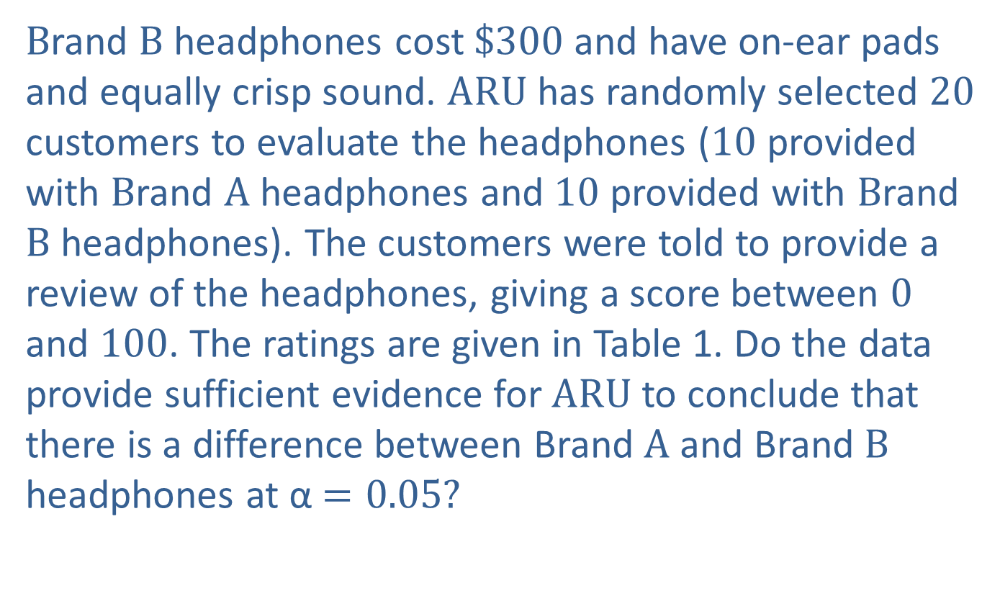 Brand B headphones cost $300 and have on-ear pads
and equally crisp sound. ARU has randomly selected 20
customers to evaluate the headphones (10 provided
with Brand A headphones and 10 provided with Brand
B headphones). The customers were told to provide a
review of the headphones, giving a score between 0
and 100. The ratings are given in Table 1. Do the data
provide sufficient evidence for ARU to conclude that
there is a difference between Brand A and Brand B
headphones at α = 0.05?